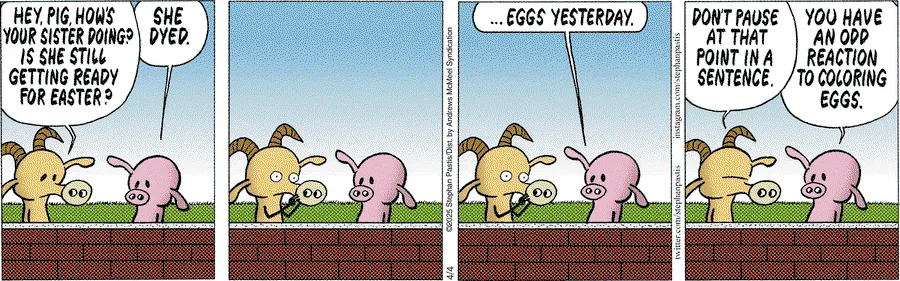 HEY, PIG, HOW'S
YOUR SISTER DOING?
IS SHE STILL
GETTING READY
FOR EASTER?
SHE
DYED.
4/4 ©2025 Stephan Pastis/Dist. by Andrews McMeel Syndication
...EGGS YESTERDAY.
twitter.com/stephanpastis instagram.com/stephanpastis
DON'T PAUSE
AT THAT
POINT IN A
SENTENCE.
YOU HAVE
AN ODD
REACTION
TO COLORING
EGGS.